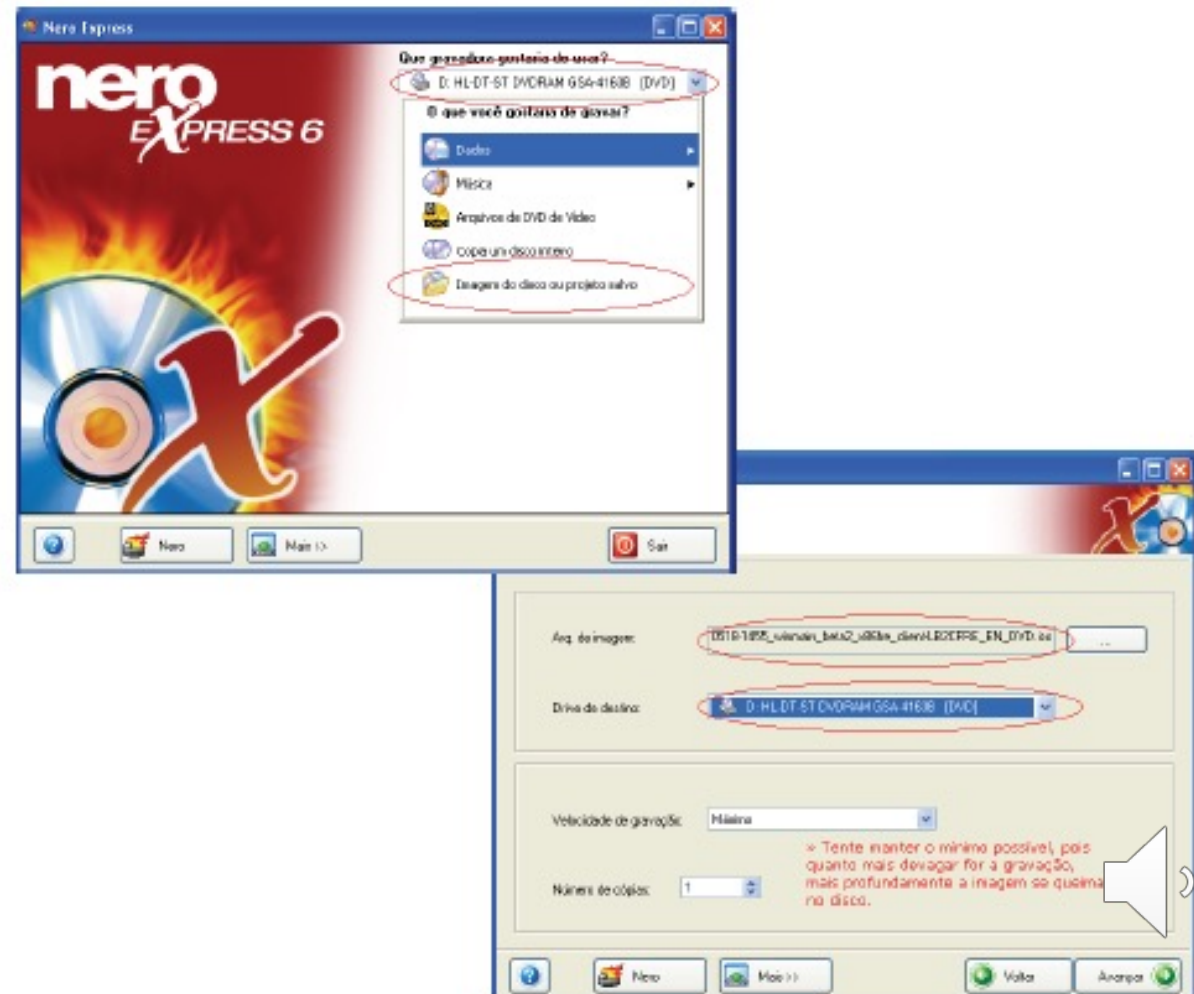 Nero Express
nero
EXPRESS 6
Que gravadora gostaria de usar?
D: HL-DT-ST DVDRAM GSA-4163B (DVD)
O que você gostaria de gravar?
Dados
Música
Arquivos de DVD de Vídeo
Copiar um disco inteiro
Imagem do disco ou projeto salvo
Nero
Mais >>
Sair
Arq. de imagem:
...
Drive de destino:
D: HL-DT-ST DVDRAM GSA-4163B (DVD)
Velocidade de gravação:
Máxima
» Tente manter o mínimo possível, pois
quanto mais devagar for a gravação,
mais profundamente a imagem se queima
no disco.
Número de cópias:
1
Nero
Mais >>
Voltar
Avançar